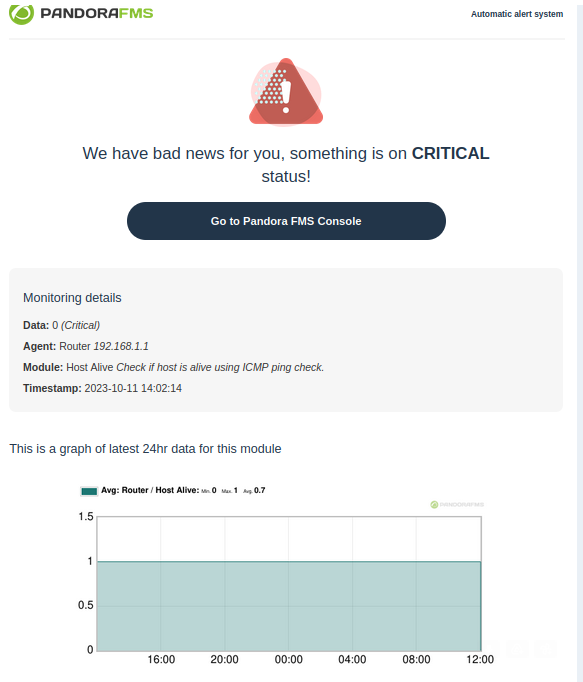 PANDORAFMS
Automatic alert system
We have bad news for you, something is on CRITICAL
status!
Go to Pandora FMS Console
Monitoring details
Data: 0 (Critical)
Agent: Router 192.168.1.1
Module: Host Alive Check if host is alive using ICMP ping check.
Timestamp: 2023-10-11 14:02:14
This is a graph of latest 24hr data for this module
Avg: Router / Host Alive: Min. 0 Max. 1 Avg. 0.7
PANDORAFMS
1.5
1
0.5
0
16:00 20:00 00:00 04:00 08:00 12:00